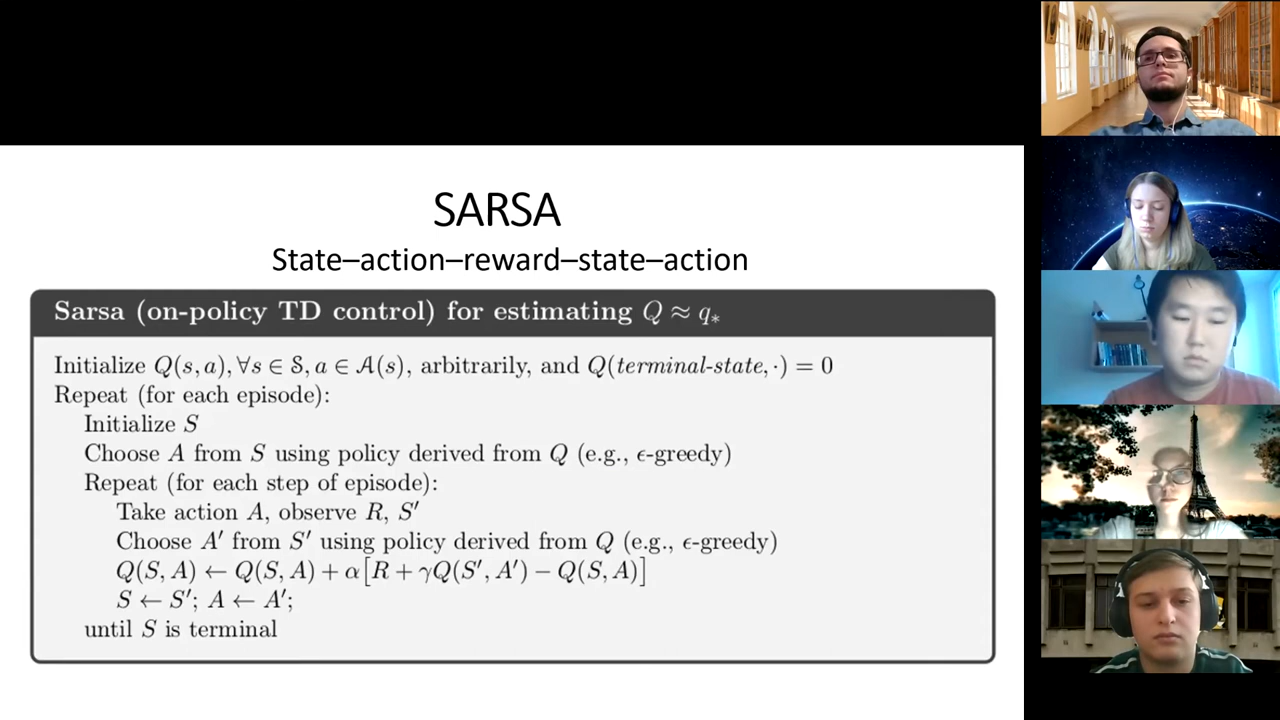 SARSA
State–action–reward–state–action
Sarsa (on-policy TD control) for estimating Q ≈ q∗
Initialize Q(s, a), ∀s ∈ S, a ∈ A(s), arbitrarily, and Q(terminal-state, ·) = 0
Repeat (for each episode):
Initialize S
Choose A from S using policy derived from Q (e.g., ϵ-greedy)
Repeat (for each step of episode):
Take action A, observe R, S′
Choose A′ from S′ using policy derived from Q (e.g., ϵ-greedy)
Q(S, A) ← Q(S, A) + α[R + γQ(S′, A′) − Q(S, A)]
S ← S′; A ← A′;
until S is terminal